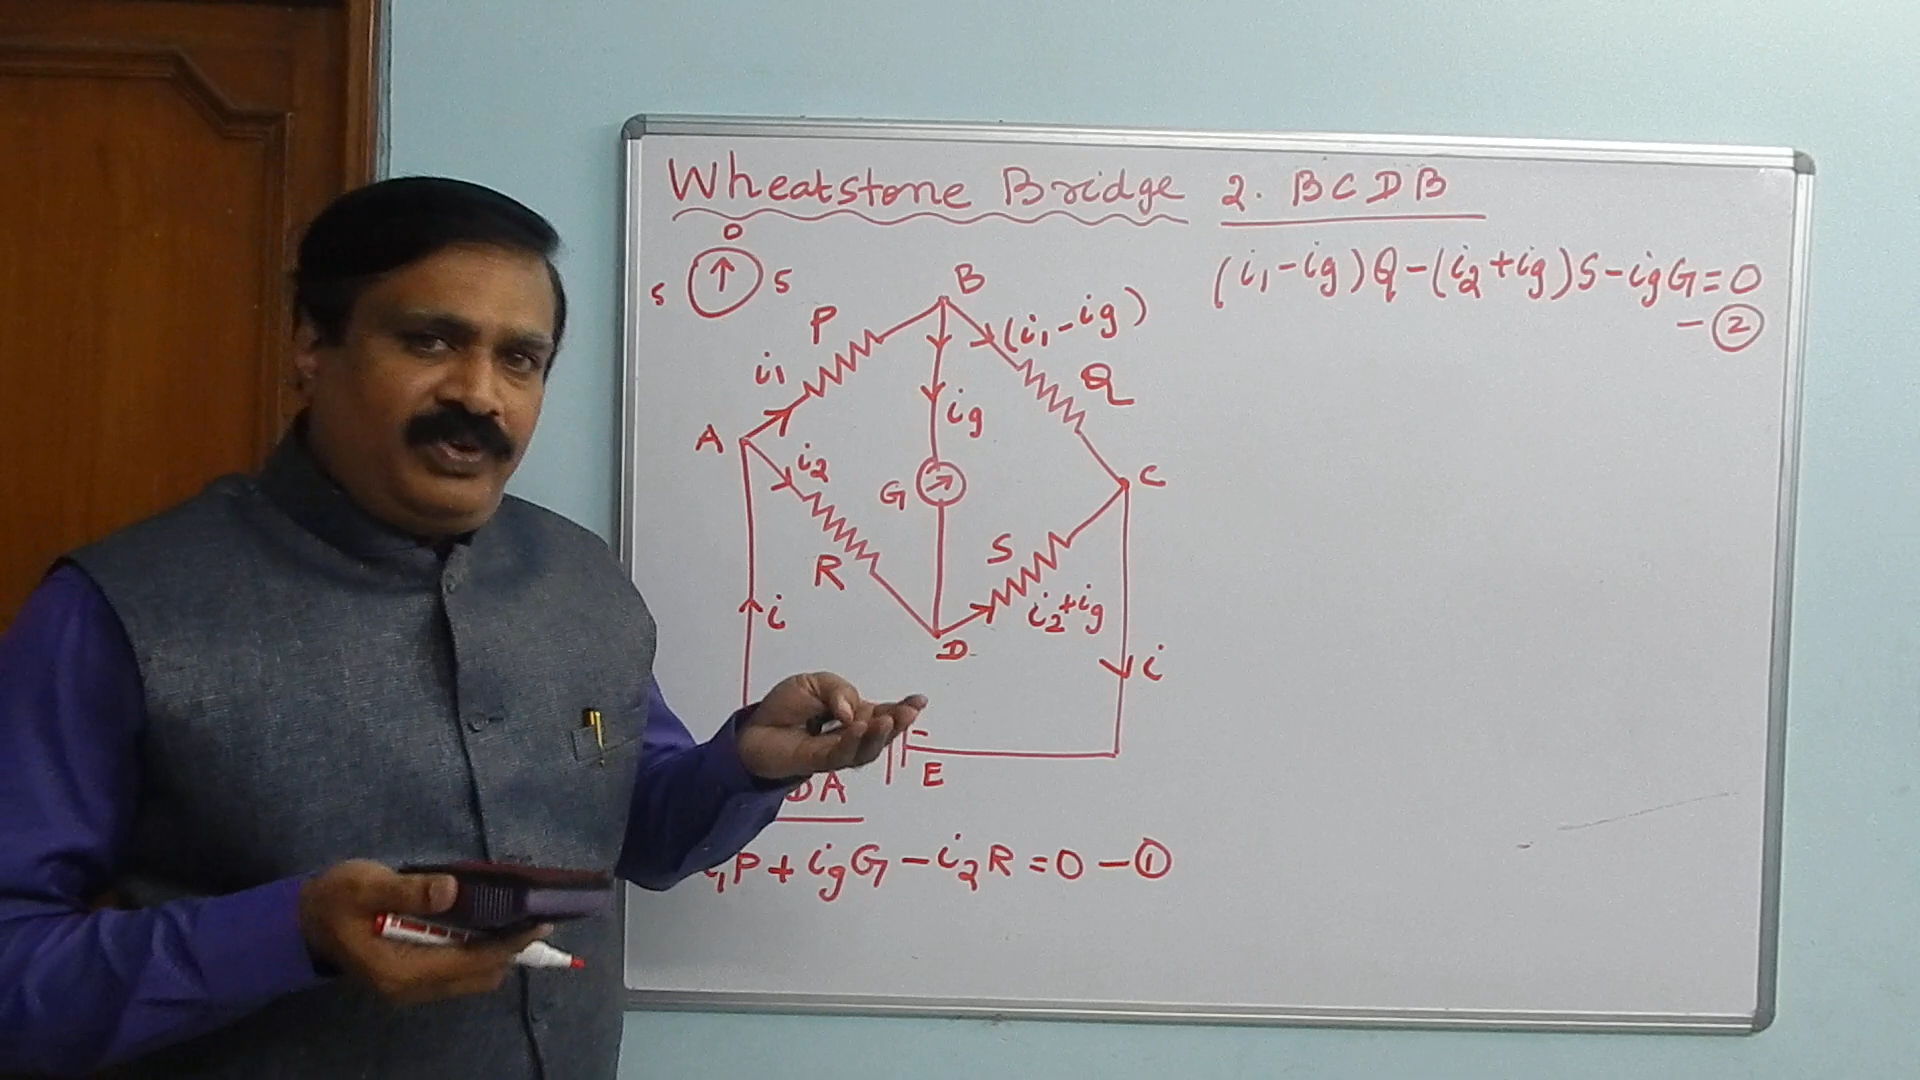 Wheatstone Bridge
2. BCDB
0
5 5
(i₁-ig)Q-(i₂+ig)S-igG=0
-②
B
P
(i₁-ig)
i₁
Q
ig
A
i₂
C
G
S
R
i₂+ig
i
D
i
-
E
DA
i₁P+igG-i₂R=0-①